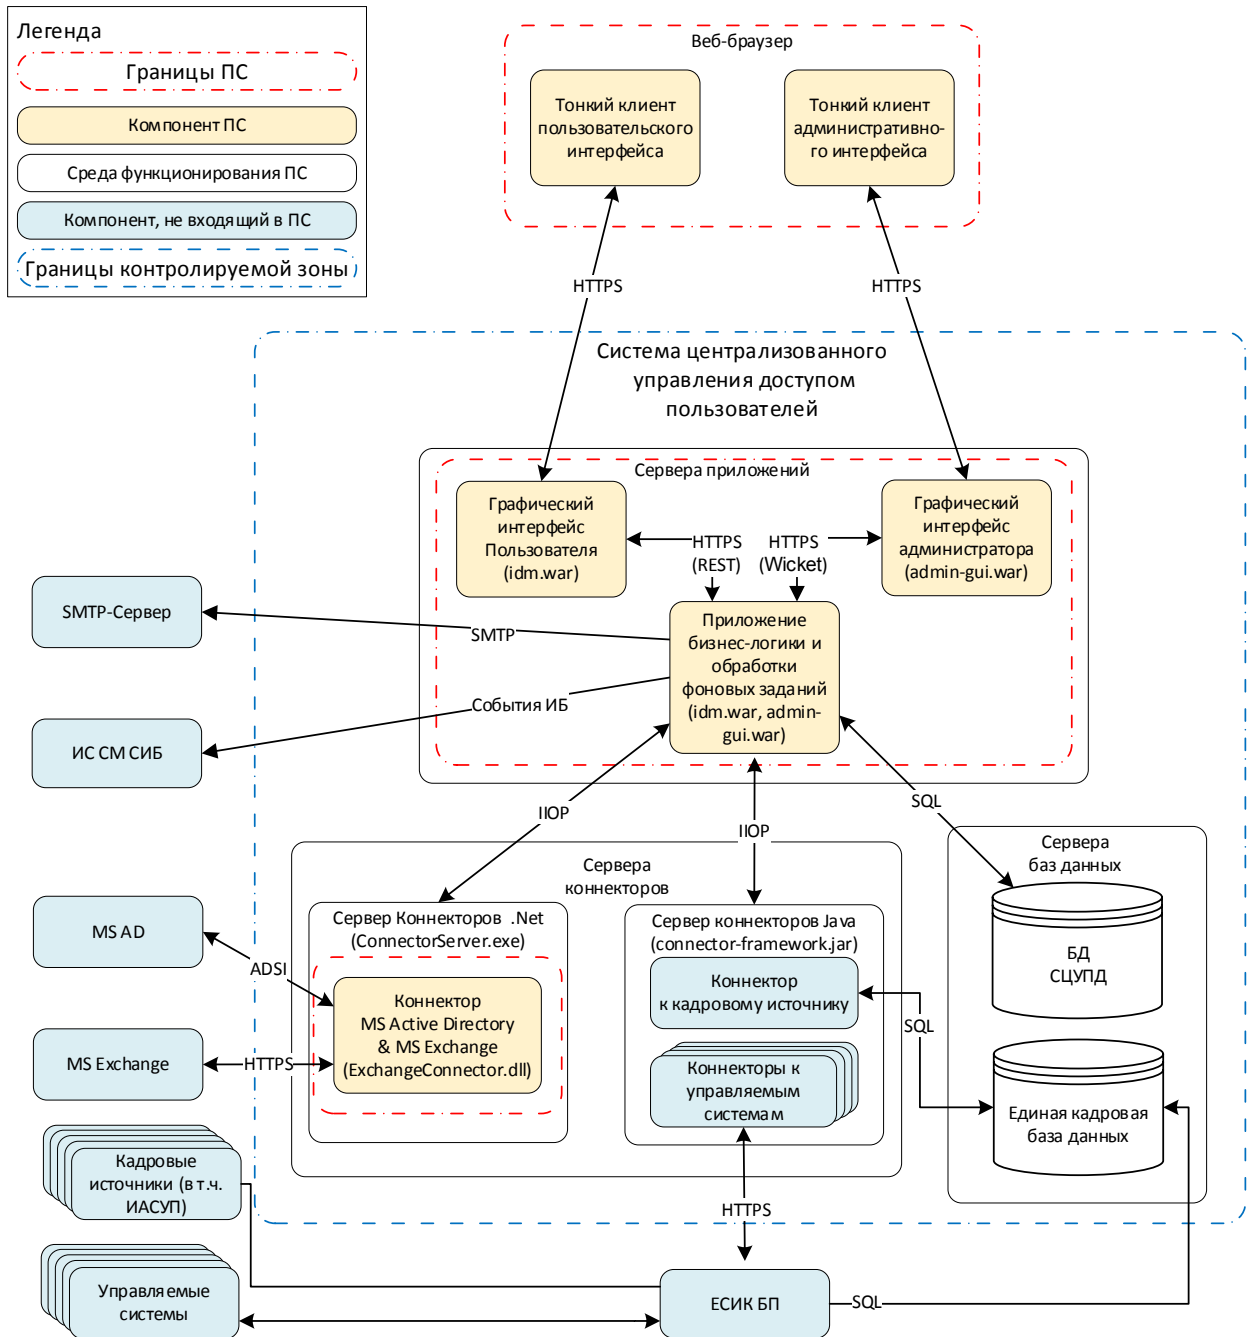 Легенда
Границы ПС
Компонент ПС
Среда функционирования ПС
Компонент, не входящий в ПС
Границы контролируемой зоны
Веб-браузер
Тонкий клиент
пользовательского
интерфейса
Тонкий клиент
административно-
го интерфейса
HTTPS
HTTPS
Система централизованного
управления доступом
пользователей
Сервера приложений
Графический
интерфейс
Пользователя
(idm.war)
HTTPS
(REST)
HTTPS
(Wicket)
Графический
интерфейс
администратора
(admin-gui.war)
Приложение
бизнес-логики и
обработки
фоновых заданий
(idm.war, admin-
gui.war)
SMTP-Сервер
SMTP
События ИБ
ИС СМ СИБ
IIOP
IIOP
SQL
Сервера
коннекторов
Сервера
баз данных
Сервер Коннекторов .Net
(ConnectorServer.exe)
Сервер коннекторов Java
(connector-framework.jar)
MS AD
ADSI
Коннектор
MS Active Directory
& MS Exchange
(ExchangeConnector.dll)
Коннектор
к кадровому источнику
БД
СЦУПД
SQL
MS Exchange
HTTPS
Коннекторы к
управляемым
системам
Единая кадровая
база данных
Кадровые
источники (в т.ч.
ИАСУП)
HTTPS
Управляемые
системы
ЕСИК БП
SQL